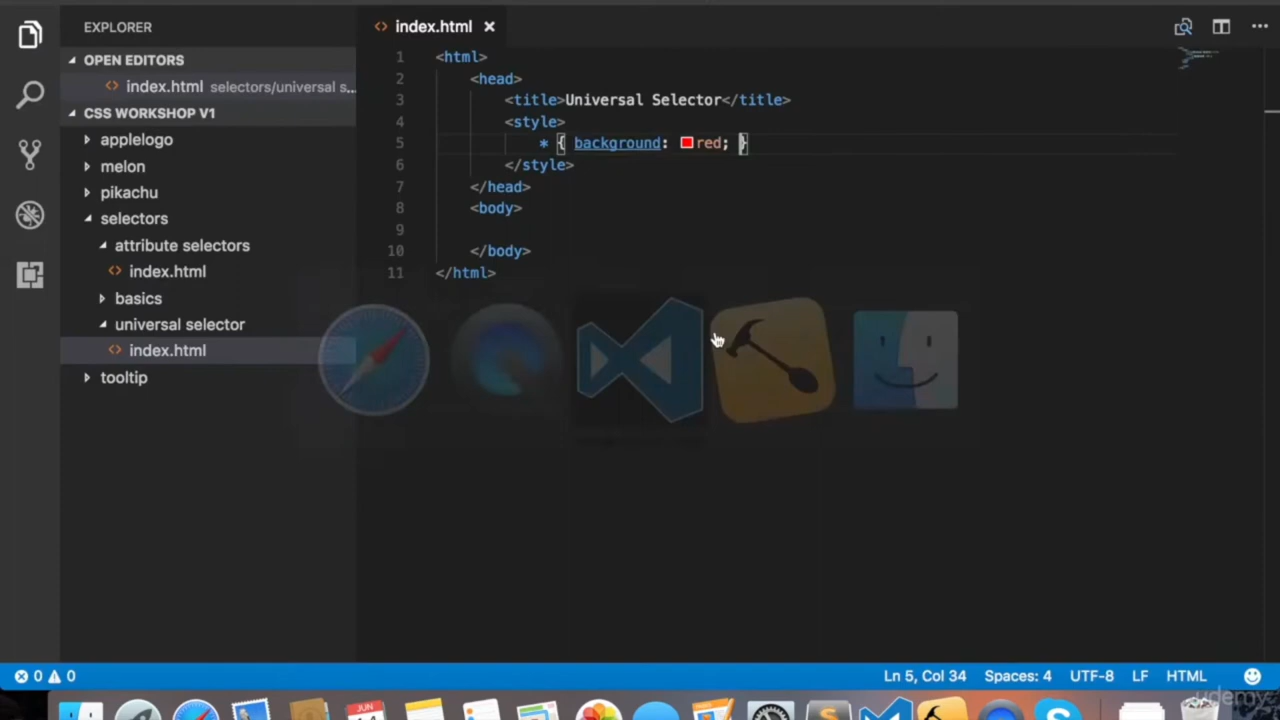 EXPLORER
OPEN EDITORS
index.html selectors/universal s...
CSS WORKSHOP V1
applelogo
melon
pikachu
selectors
attribute selectors
index.html
basics
universal selector
index.html
tooltip
index.html
1 <html>
2 <head>
3 <title>Universal Selector</title>
4 <style>
5 * { background: red; }
6 </style>
7 </head>
8 <body>
9
10 </body>
11 </html>
0 0
Ln 5, Col 34 Spaces: 4 UTF-8 LF HTML
JUN
udemy